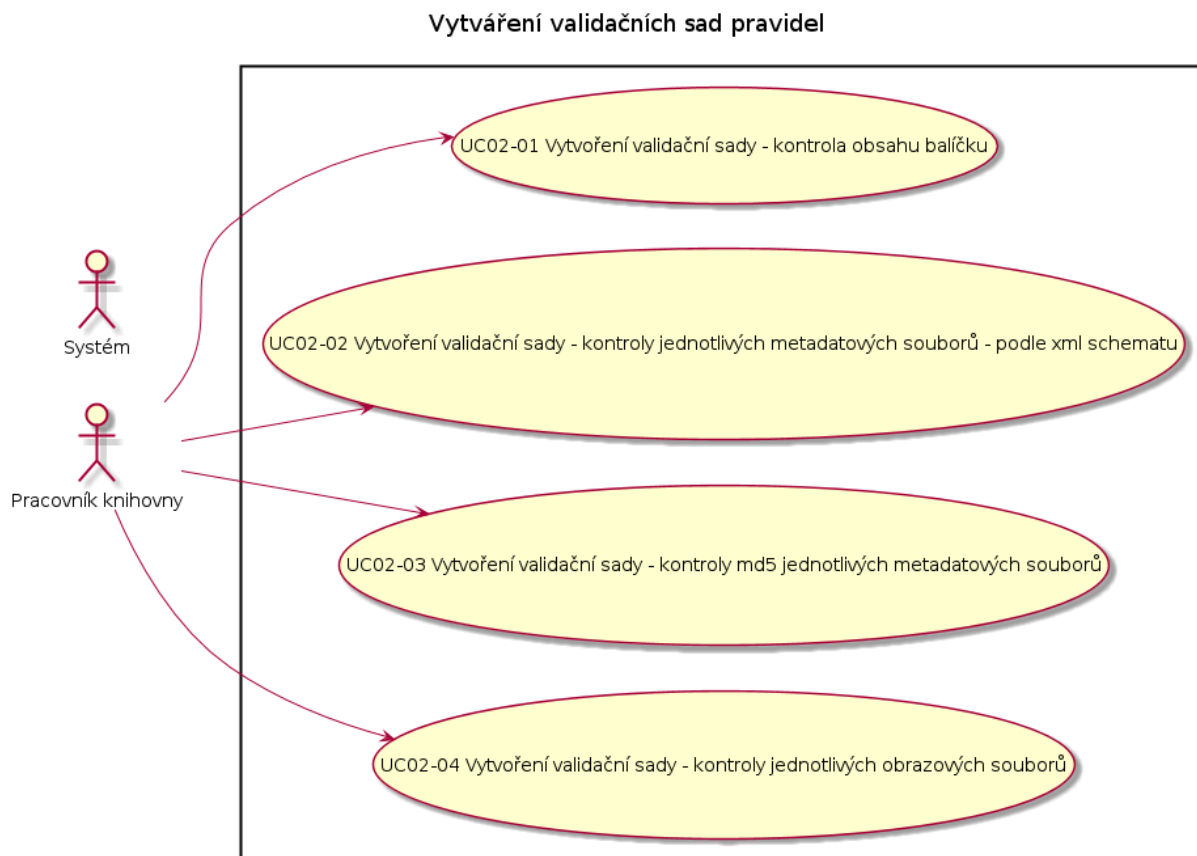 Vytváření validačních sad pravidel
UC02-01 Vytvoření validační sady - kontrola obsahu balíčku
Systém
UC02-02 Vytvoření validační sady - kontroly jednotlivých metadatových souborů - podle xml schematu
Pracovník knihovny
UC02-03 Vytvoření validační sady - kontroly md5 jednotlivých metadatových souborů
UC02-04 Vytvoření validační sady - kontroly jednotlivých obrazových souborů